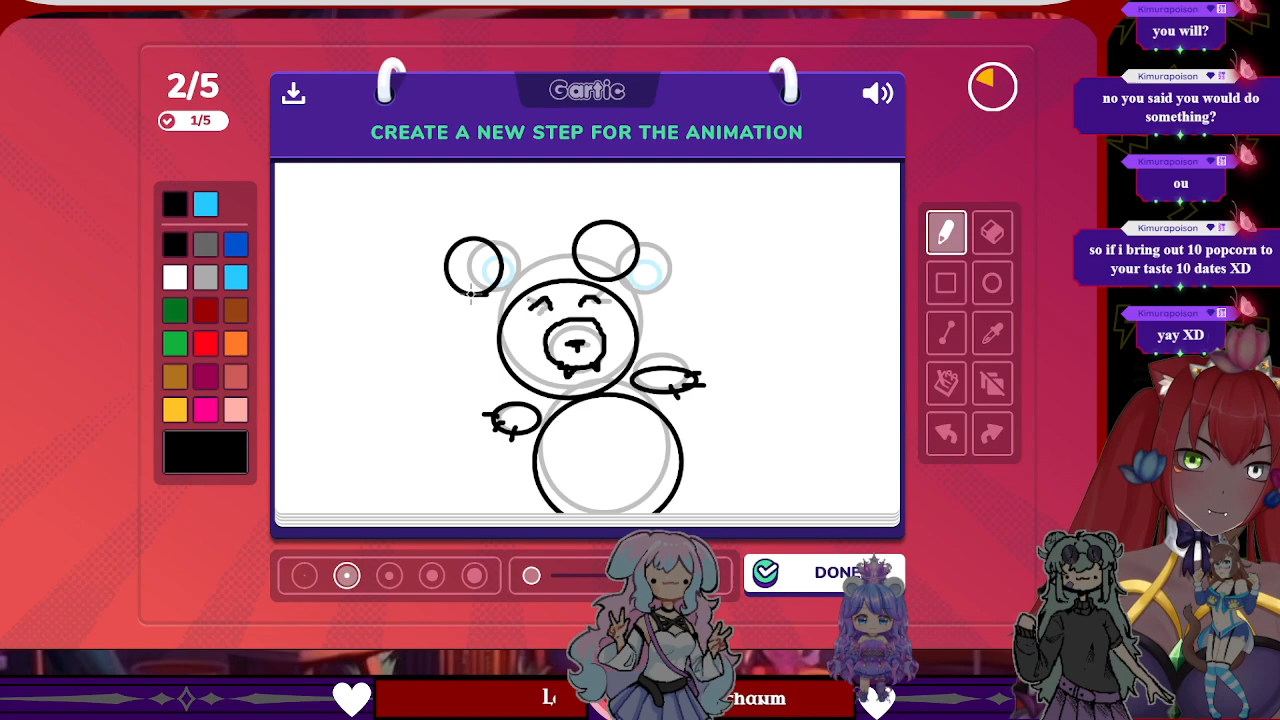 Kimurapoison
you will?
Kimurapoison
no you said you would do
something?
Kimurapoison
ou
Kimurapoison
so if i bring out 10 popcorn to
your taste 10 dates XD
Kimurapoison
yay XD
2/5
1/5
Gartic
CREATE A NEW STEP FOR THE ANIMATION
DONE